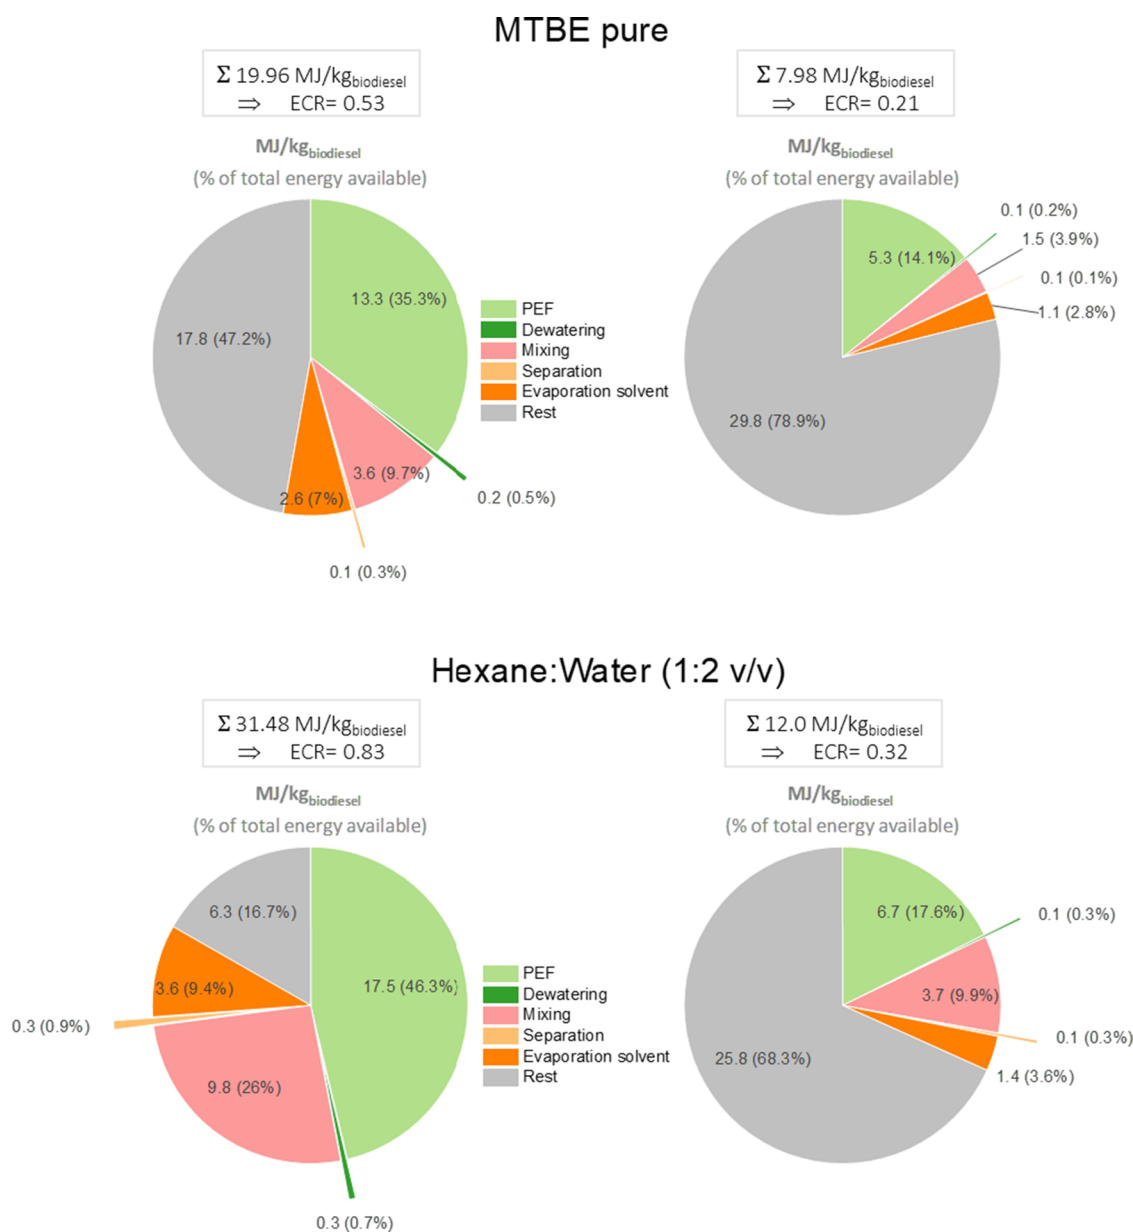 MTBE pure
Σ 19.96 MJ/kgbiodiesel
⇒ ECR= 0.53
MJ/kgbiodiesel
(% of total energy available)
13.3 (35.3%)
17.8 (47.2%)
3.6 (9.7%)
2.6 (7%)
0.2 (0.5%)
0.1 (0.3%)
PEF
Dewatering
Mixing
Separation
Evaporation solvent
Rest
Σ 7.98 MJ/kgbiodiesel
⇒ ECR= 0.21
MJ/kgbiodiesel
(% of total energy available)
0.1 (0.2%)
1.5 (3.9%)
5.3 (14.1%)
0.1 (0.1%)
1.1 (2.8%)
29.8 (78.9%)
Hexane:Water (1:2 v/v)
Σ 31.48 MJ/kgbiodiesel
⇒ ECR= 0.83
MJ/kgbiodiesel
(% of total energy available)
6.3 (16.7%)
17.5 (46.3%)
3.6 (9.4%)
0.3 (0.9%)
9.8 (26%)
0.3 (0.7%)
PEF
Dewatering
Mixing
Separation
Evaporation solvent
Rest
Σ 12.0 MJ/kgbiodiesel
⇒ ECR= 0.32
MJ/kgbiodiesel
(% of total energy available)
6.7 (17.6%)
0.1 (0.3%)
3.7 (9.9%)
0.1 (0.3%)
25.8 (68.3%)
1.4 (3.6%)